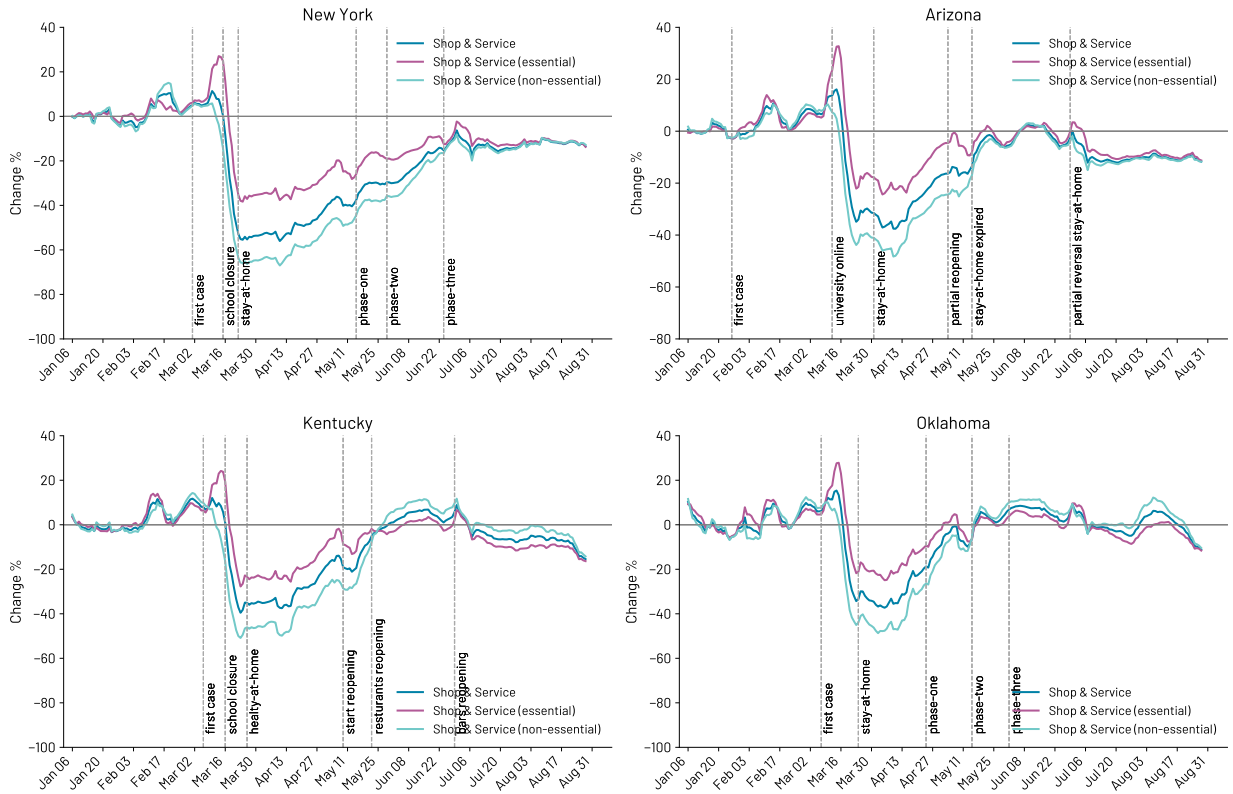 New York
40
20
0
−20
−40
−60
−80
−100
Change %
Shop & Service
Shop & Service (essential)
Shop & Service (non-essential)
first case
school closure
stay-at-home
phase-one
phase-two
phase-three
Jan 06
Jan 20
Feb 03
Feb 17
Mar 02
Mar 16
Mar 30
Apr 13
Apr 27
May 11
May 25
Jun 08
Jun 22
Jul 06
Jul 20
Aug 03
Aug 17
Aug 31
Arizona
40
20
0
−20
−40
−60
−80
Change %
Shop & Service
Shop & Service (essential)
Shop & Service (non-essential)
first case
university online
stay-at-home
partial reopening
stay-at-home expired
partial reversal stay-at-home
Jan 06
Jan 20
Feb 03
Feb 17
Mar 02
Mar 16
Mar 30
Apr 13
Apr 27
May 11
May 25
Jun 08
Jun 22
Jul 06
Jul 20
Aug 03
Aug 17
Aug 31
Kentucky
40
20
0
−20
−40
−60
−80
−100
Change %
first case
school closure
healty-at-home
start reopening
resturants reopening
bars reopening
Shop & Service
Shop & Service (essential)
Shop & Service (non-essential)
Jan 06
Jan 20
Feb 03
Feb 17
Mar 02
Mar 16
Mar 30
Apr 13
Apr 27
May 11
May 25
Jun 08
Jun 22
Jul 06
Jul 20
Aug 03
Aug 17
Aug 31
Oklahoma
40
20
0
−20
−40
−60
−80
−100
Change %
first case
stay-at-home
phase-one
phase-two
phase-three
Shop & Service
Shop & Service (essential)
Shop & Service (non-essential)
Jan 06
Jan 20
Feb 03
Feb 17
Mar 02
Mar 16
Mar 30
Apr 13
Apr 27
May 11
May 25
Jun 08
Jun 22
Jul 06
Jul 20
Aug 03
Aug 17
Aug 31